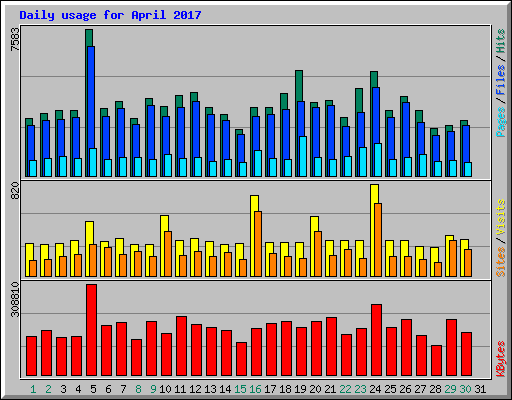 Daily usage for April 2017
7583
Pages / Files / Hits
820
Sites / Visits
308810
KBytes
1 2 3 4 5 6 7 8 9 10 11 12 13 14 15 16 17 18 19 20 21 22 23 24 25 26 27 28 29 30 31